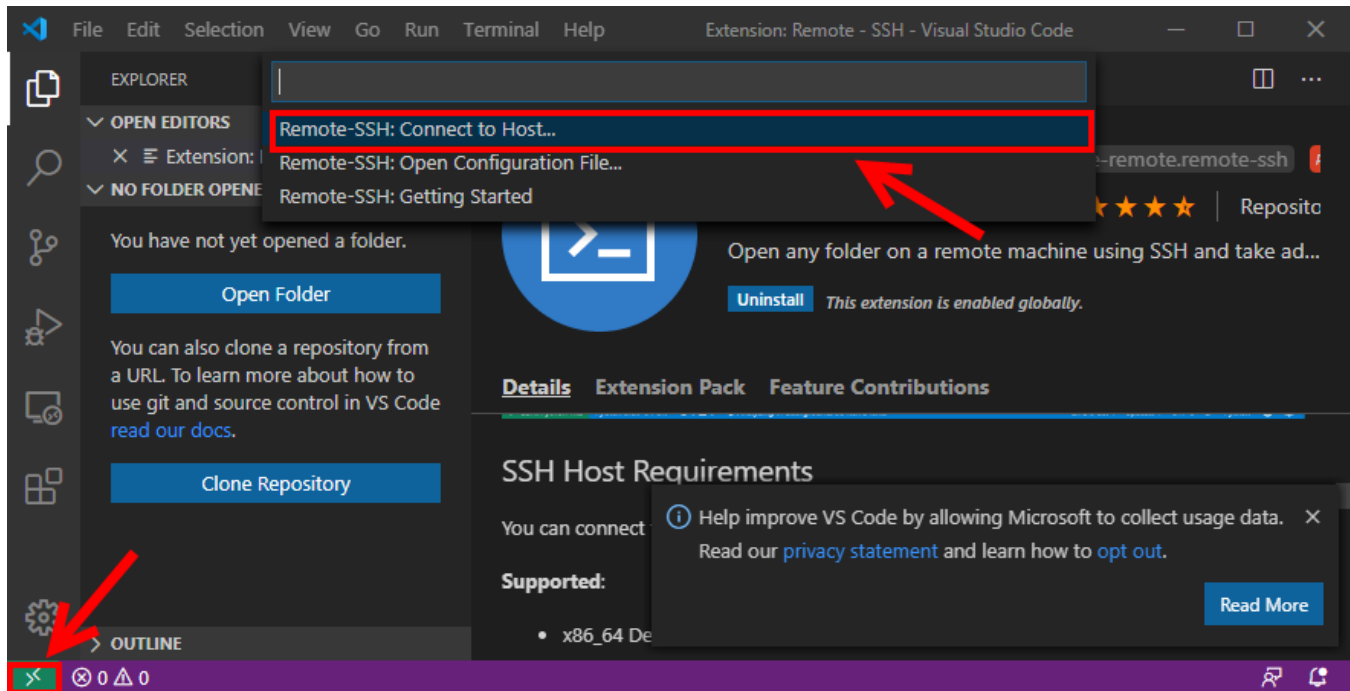 File Edit Selection View Go Run Terminal Help Extension: Remote - SSH - Visual Studio Code
EXPLORER
OPEN EDITORS
Extension:
NO FOLDER OPENE
You have not yet opened a folder.
Open Folder
You can also clone a repository from
a URL. To learn more about how to
use git and source control in VS Code
read our docs.
Clone Repository
OUTLINE
Remote-SSH: Connect to Host...
Remote-SSH: Open Configuration File...
Remote-SSH: Getting Started
-remote.remote-ssh
Reposito
Open any folder on a remote machine using SSH and take ad...
Uninstall This extension is enabled globally.
Details Extension Pack Feature Contributions
SSH Host Requirements
You can connect
Supported:
• x86_64 De
Help improve VS Code by allowing Microsoft to collect usage data.
Read our privacy statement and learn how to opt out.
Read More
0 0